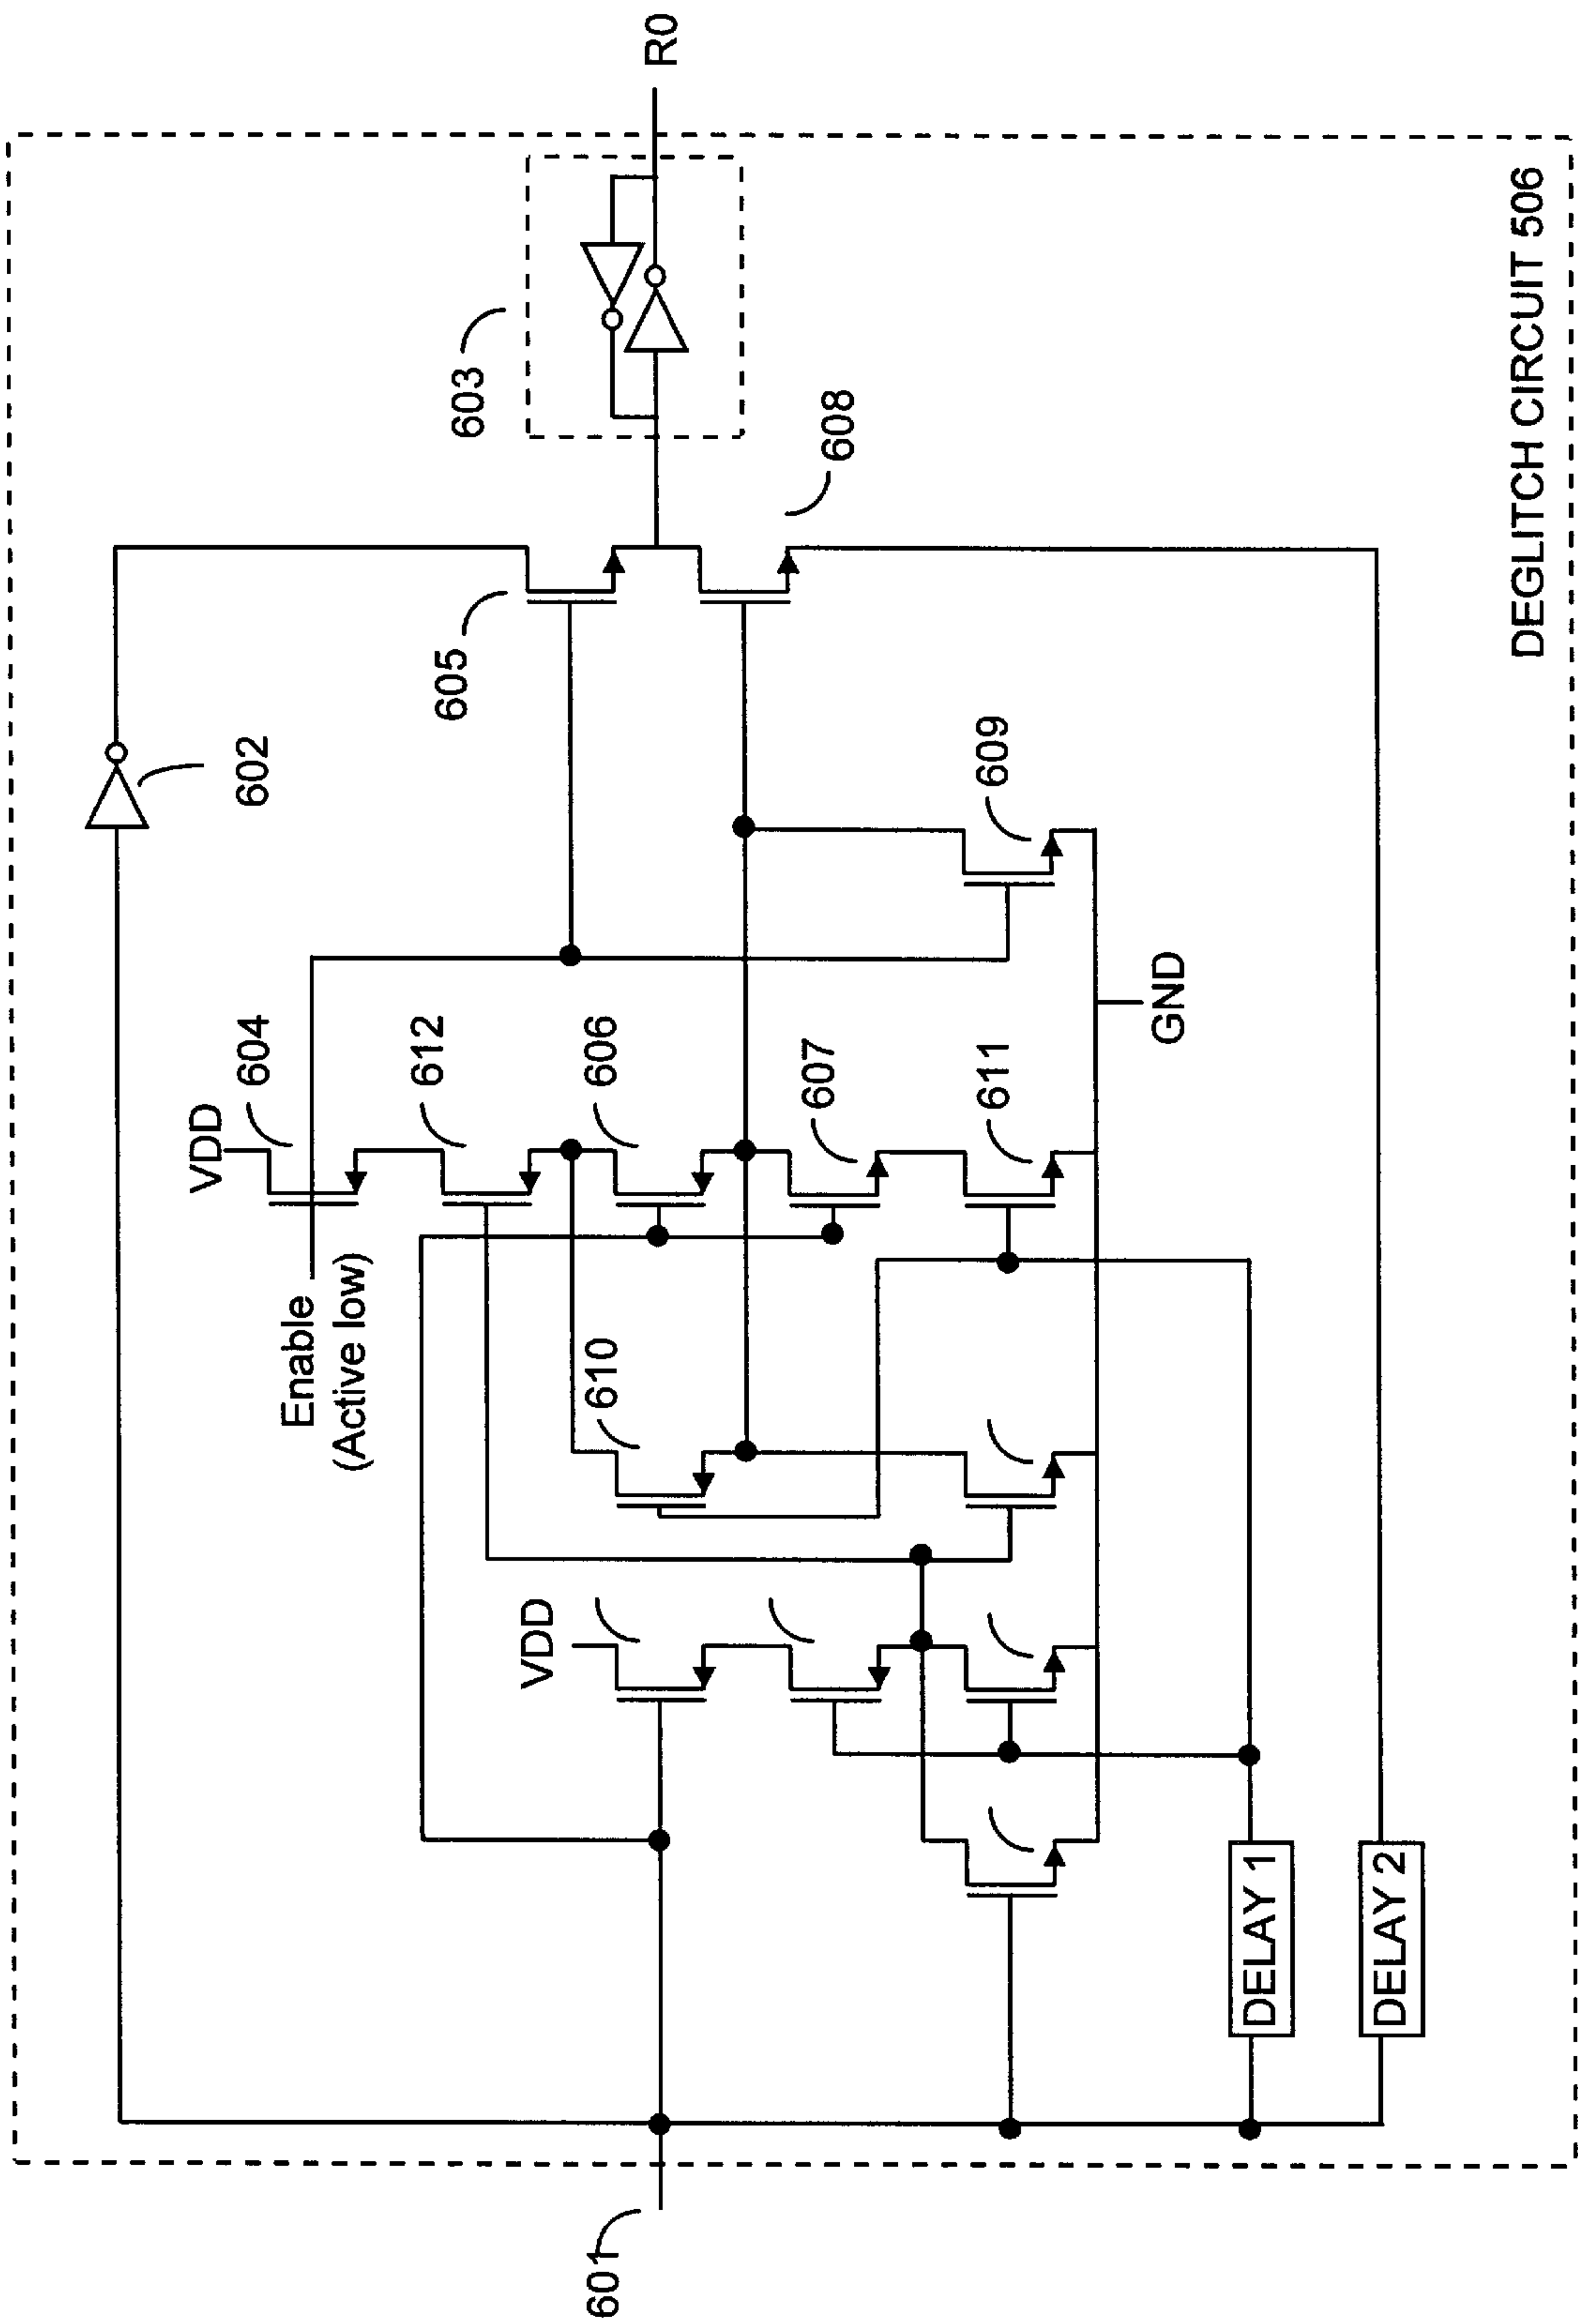 601
602
603
R0
605
608
VDD
604
612
606
607
611
609
Enable
(Active low)
610
VDD
GND
DELAY 1
DELAY 2
DEGLITCH CIRCUIT 506